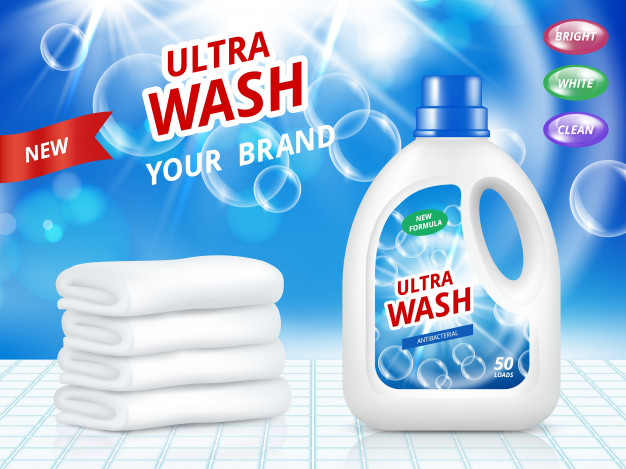 ULTRA
WASH
NEW
YOUR BRAND
BRIGHT
WHITE
CLEAN
NEW
FORMULA
ULTRA
WASH
ANTIBACTERIAL
50
LOADS